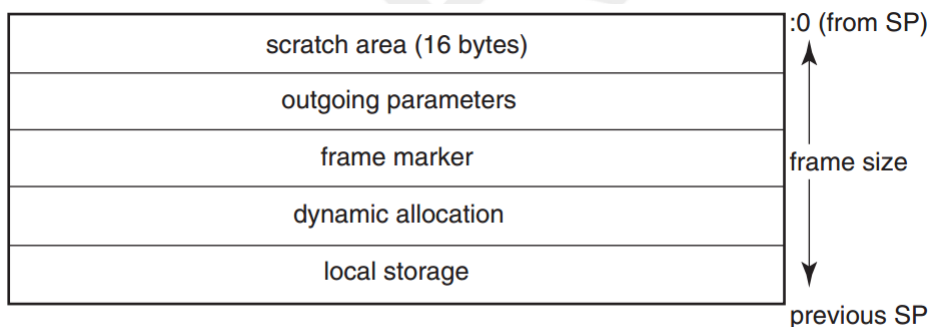 :0 (from SP)
scratch area (16 bytes)
outgoing parameters
frame marker
frame size
dynamic allocation
local storage
previous SP